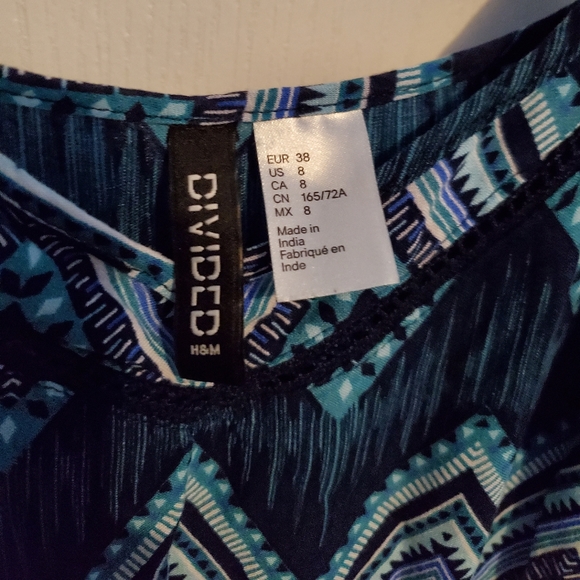 DIVIDED
H&M
EUR 38
US 8
CA 8
CN 165/72A
MX 8
Made in
India
Fabriqué en
Inde